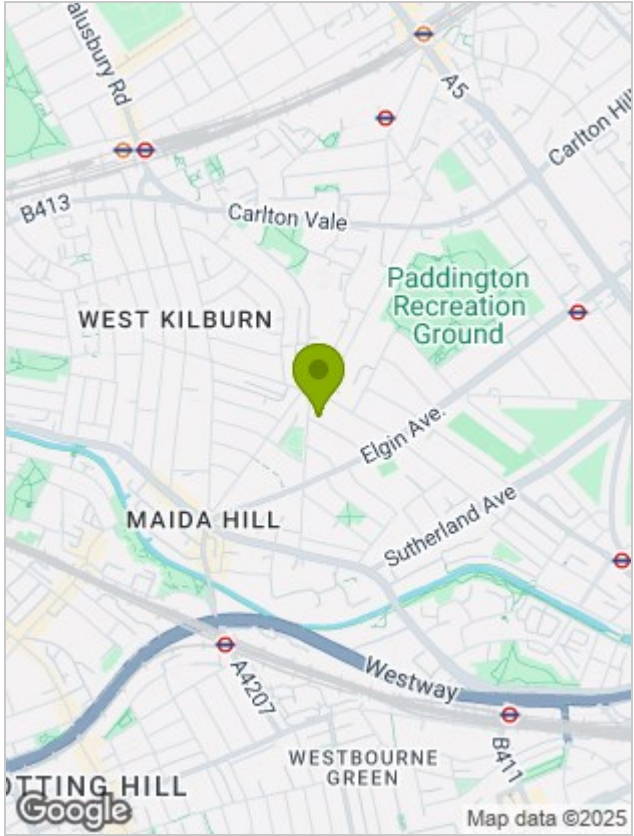 alusbury Rd
A5
Carlton Hill
B413
Carlton Vale
Paddington
Recreation
Ground
WEST KILBURN
Elgin Ave.
MAIDA HILL
Sutherland Ave
Westway
A4207
WESTBOURNE
GREEN
B411
OTTING HILL
Google
Map data ©2025